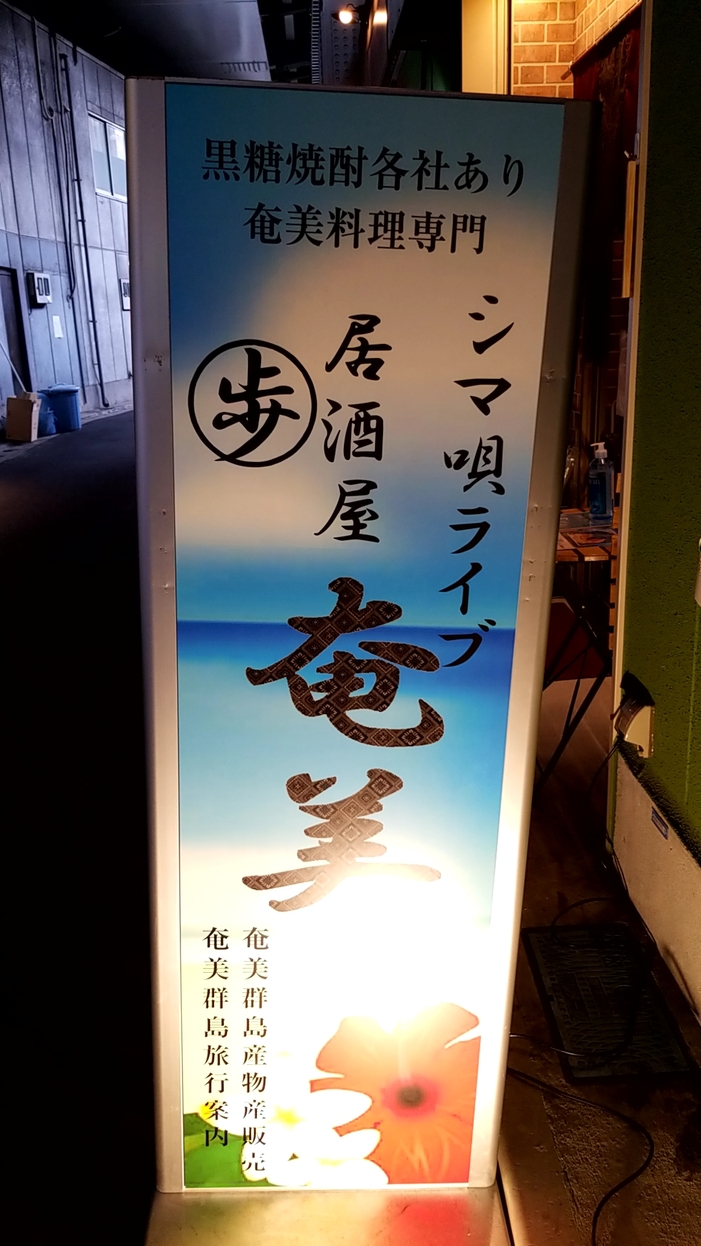 黒糖焼酎各社あり
奄美料理専門
シマ唄ライブ
居酒屋
歩
奄美
奄美群島産物産販売
奄美群島旅行案内